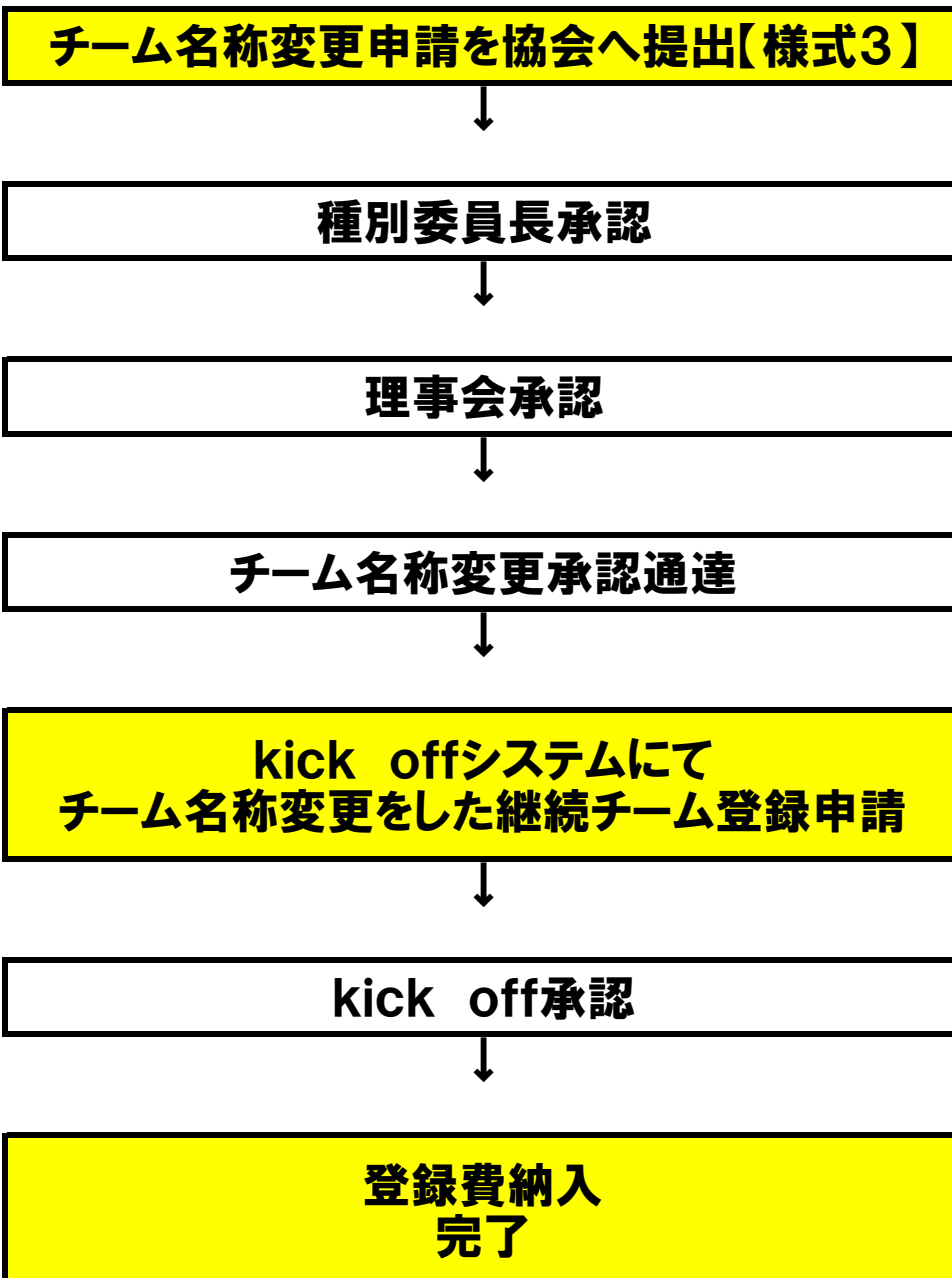 チーム名称変更申請を協会へ提出【様式3】
↓
種別委員長承認
↓
理事会承認
↓
チーム名称変更承認通達
↓
kick offシステムにて
チーム名称変更をした継続チーム登録申請
↓
kick off承認
↓
登録費納入
完了